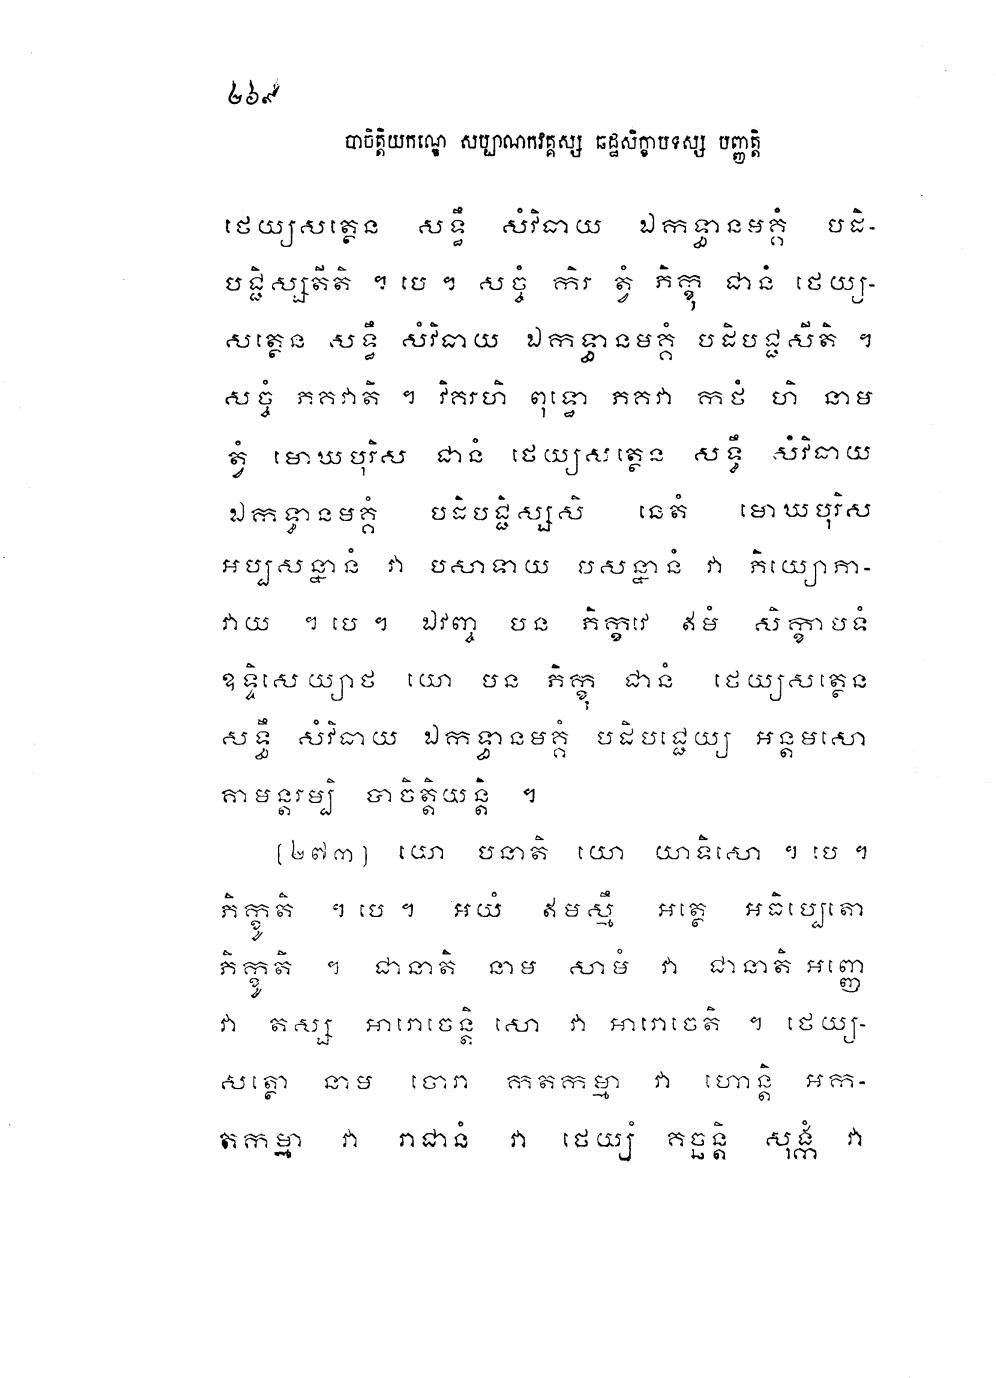 ២៦៩
បាចិត្តិយកណ្ឌេ សប្បាណកវគ្គស្ស ឆដ្ឋសិក្ខាបទស្ស បញ្ញត្តិ
ថេយ្យសត្ថេន សទ្ធឹ សំវិធាយ ឯកទ្ធានមគ្គំ បដិ-
បជ្ជិស្សតីតិ ។ បេ ។ សច្ចំ កិរ ត្វំ ភិក្ខុ ជានំ ថេយ្យ-
សត្ថេន សទ្ធឹ សំវិធាយ ឯកទ្ធានមគ្គំ បដិបជ្ជសីតិ ។
សច្ចំ ភគវាតិ ។ វិគរហិ ពុទ្ធោ ភគវា កថំ ហិ នាម
ត្វំ មោឃបុរិស ជានំ ថេយ្យសត្ថេន សទ្ធឹ សំវិធាយ
ឯកទ្ធានមគ្គំ បដិបជ្ជិស្សសិ នេតំ មោឃបុរិស
អប្បសន្នានំ វា បសាទាយ បសន្នានំ វា ភិយ្យោភា-
វាយ ។ បេ ។ ឯវញ្ច បន ភិក្ខវេ ឥមំ សិក្ខាបទំ
ឧទ្ទិសេយ្យាថ យោ បន ភិក្ខុ ជានំ ថេយ្យសត្ថេន
សទ្ធឹ សំវិធាយ ឯកទ្ធានមគ្គំ បដិបជ្ជេយ្យ អន្តមសោ
គាមន្តរម្បិ បាចិត្តិយន្តិ ។
(២៧៣) យោ បនាតិ យោ យាទិសោ ។ បេ ។
ភិក្ខូតិ ។ បេ ។ អយំ ឥមស្មឹ អត្ថេ អធិប្បេតោ
ភិក្ខូតិ ។ ជានាតិ នាម សាមំ វា ជានាតិ អញ្ញេ
វា តស្ស អារោចេន្តិ សោ វា អារោចេតិ ។ ថេយ្យ-
សត្ថោ នាម ចោរា កតកម្មា វា ហោន្តិ អក-
តកម្មា វា រាជានំ វា ថេយ្យំ គច្ឆន្តិ សុង្កំ វា